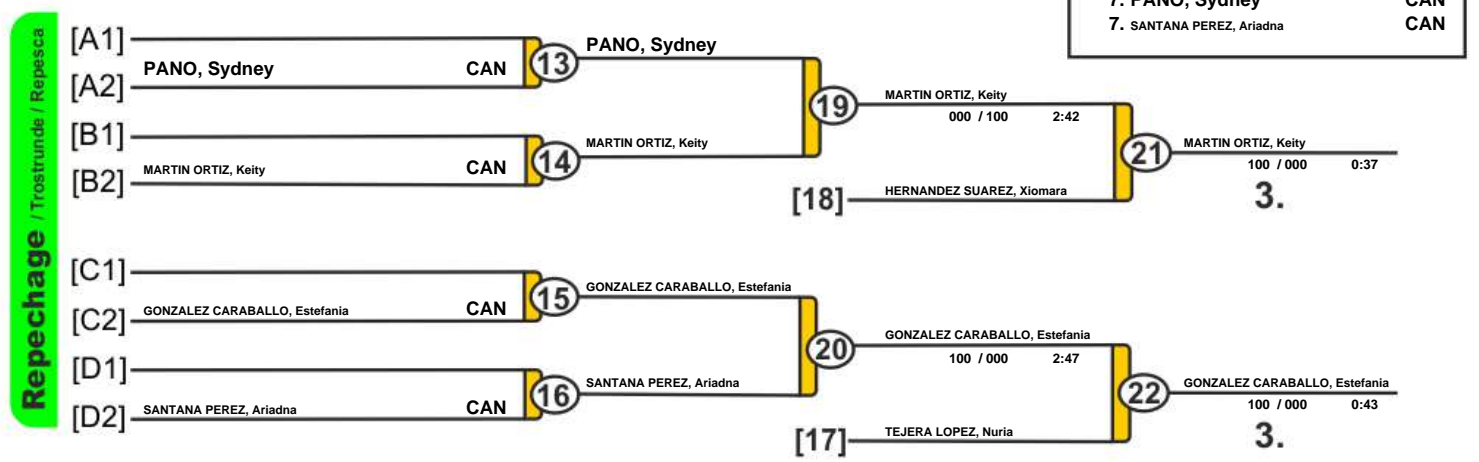 7. PANO, Sydney CAN
7. SANTANA PEREZ, Ariadna CAN
Repechage / Trostrunde / Repesca
[A1]
PANO, Sydney CAN
[A2]
13
PANO, Sydney
[B1]
MARTIN ORTIZ, Keity CAN
[B2]
14
MARTIN ORTIZ, Keity
19
MARTIN ORTIZ, Keity
000 / 100 2:42
[18]
HERNANDEZ SUAREZ, Xiomara
21
MARTIN ORTIZ, Keity
100 / 000 0:37
3.
[C1]
GONZALEZ CARABALLO, Estefania CAN
[C2]
15
GONZALEZ CARABALLO, Estefania
[D1]
SANTANA PEREZ, Ariadna CAN
[D2]
16
SANTANA PEREZ, Ariadna
20
GONZALEZ CARABALLO, Estefania
100 / 000 2:47
[17]
TEJERA LOPEZ, Nuria
22
GONZALEZ CARABALLO, Estefania
100 / 000 0:43
3.